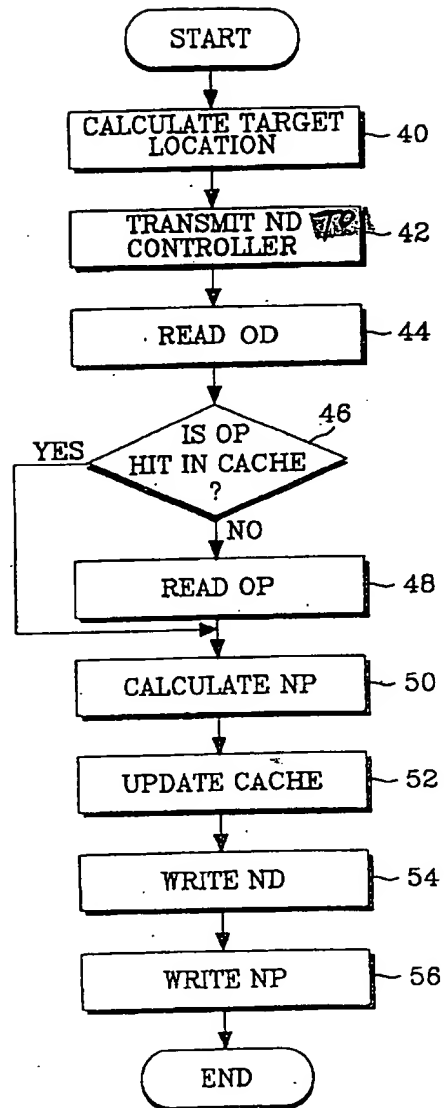 START
CALCULATE TARGET
LOCATION
40
TRANSMIT ND TO
CONTROLLER
42
READ OD
44
46
IS OP
HIT IN CACHE
?
YES
NO
READ OP
48
CALCULATE NP
50
UPDATE CACHE
52
WRITE ND
54
WRITE NP
56
END